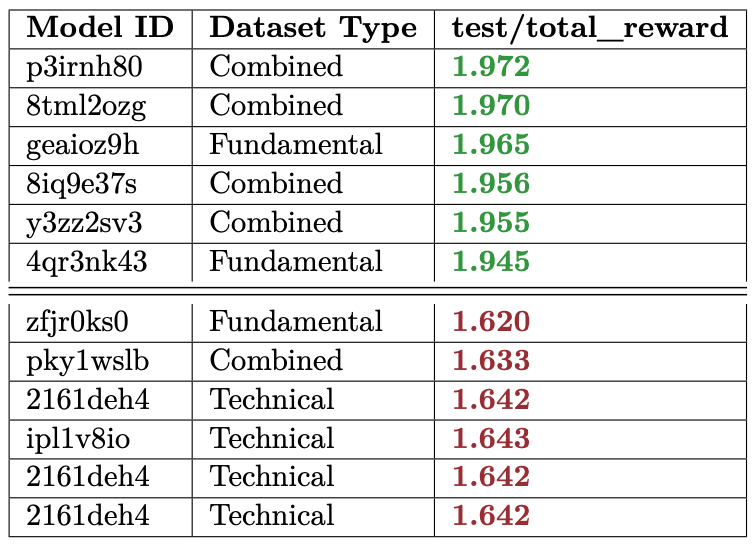 Model ID Dataset Type test/total_reward
p3irnh80 Combined 1.972
8tml2ozg Combined 1.970
geaioz9h Fundamental 1.965
8iq9e37s Combined 1.956
y3zz2sv3 Combined 1.955
4qr3nk43 Fundamental 1.945
zfjr0ks0 Fundamental 1.620
pky1wslb Combined 1.633
2161deh4 Technical 1.642
ipl1v8io Technical 1.643
2161deh4 Technical 1.642
2161deh4 Technical 1.642